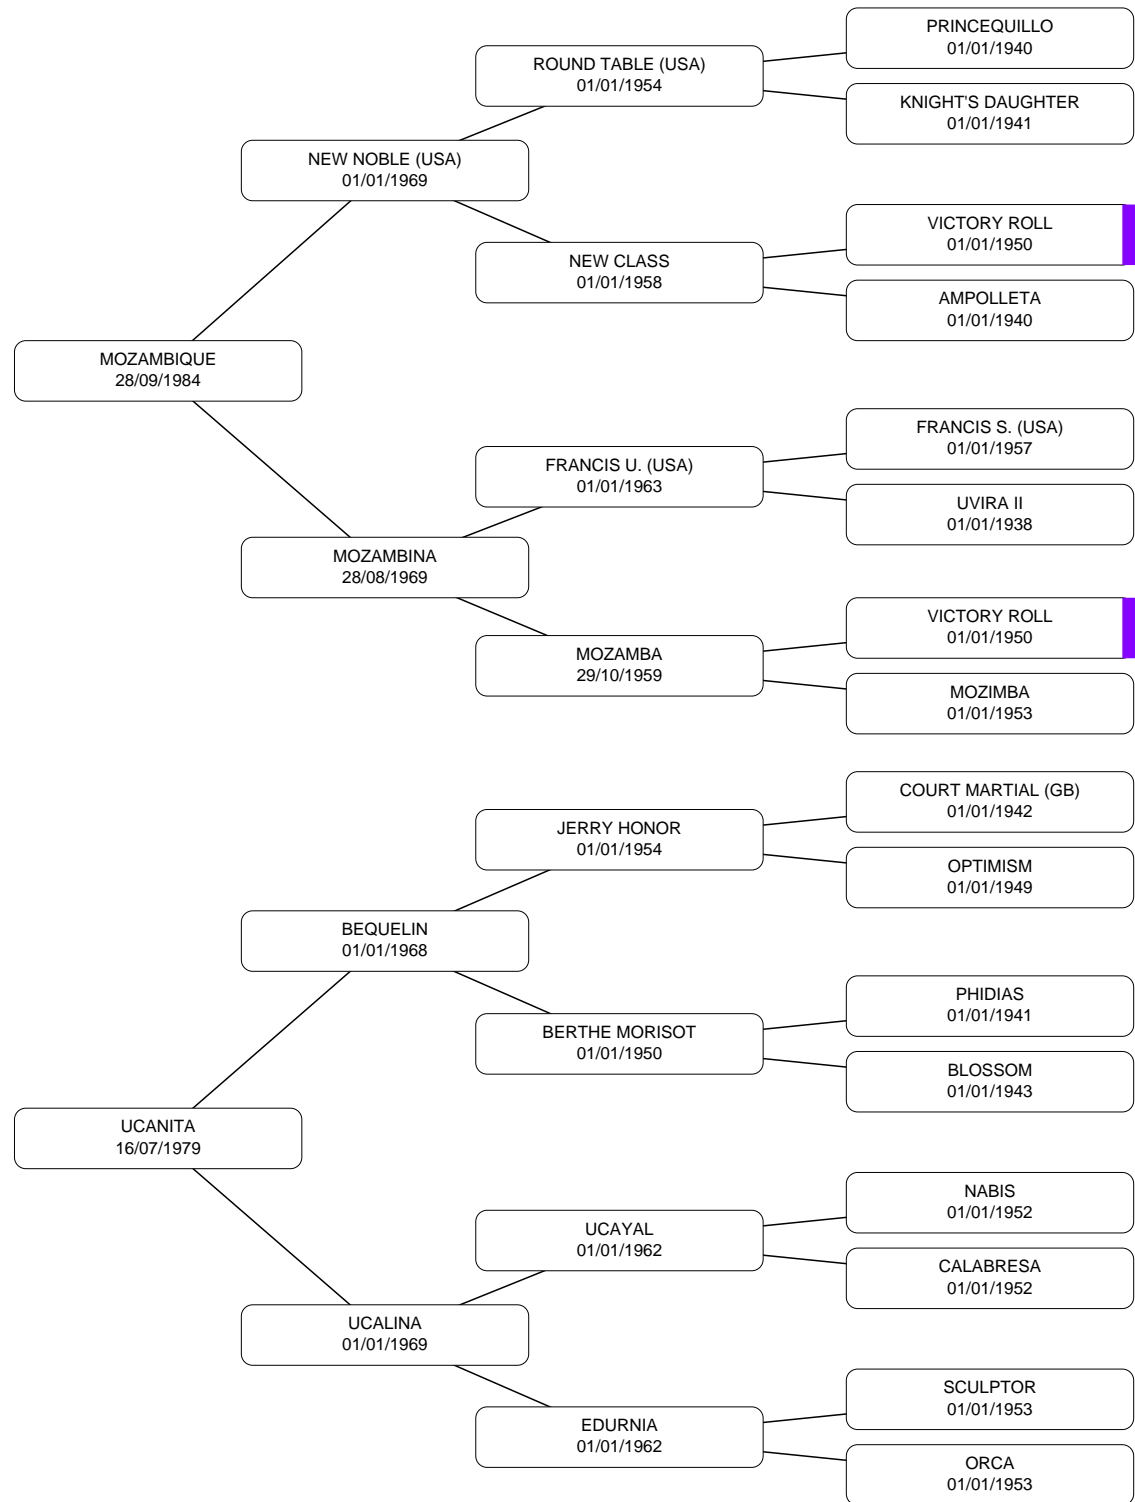 PRINCEQUILLO
01/01/1940
ROUND TABLE (USA)
01/01/1954
KNIGHT'S DAUGHTER
01/01/1941
NEW NOBLE (USA)
01/01/1969
VICTORY ROLL
01/01/1950
NEW CLASS
01/01/1958
AMPOLLETA
01/01/1940
MOZAMBIQUE
28/09/1984
FRANCIS S. (USA)
01/01/1957
FRANCIS U. (USA)
01/01/1963
UVIRA II
01/01/1938
MOZAMBINA
28/08/1969
VICTORY ROLL
01/01/1950
MOZAMBA
29/10/1959
MOZIMBA
01/01/1953
COURT MARTIAL (GB)
01/01/1942
JERRY HONOR
01/01/1954
OPTIMISM
01/01/1949
BEQUELIN
01/01/1968
PHIDIAS
01/01/1941
BERTHE MORISOT
01/01/1950
BLOSSOM
01/01/1943
UCANITA
16/07/1979
NABIS
01/01/1952
UCAYAL
01/01/1962
CALABRESA
01/01/1952
UCALINA
01/01/1969
SCULPTOR
01/01/1953
EDURNIA
01/01/1962
ORCA
01/01/1953